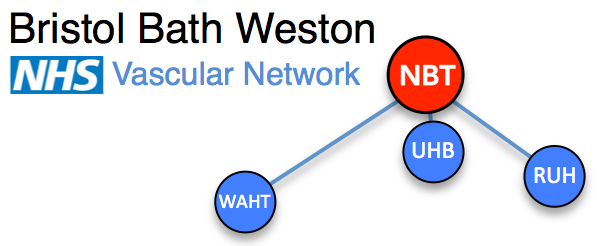 Bristol Bath Weston
NHS Vascular Network
NBT
UHB
RUH
WAHT